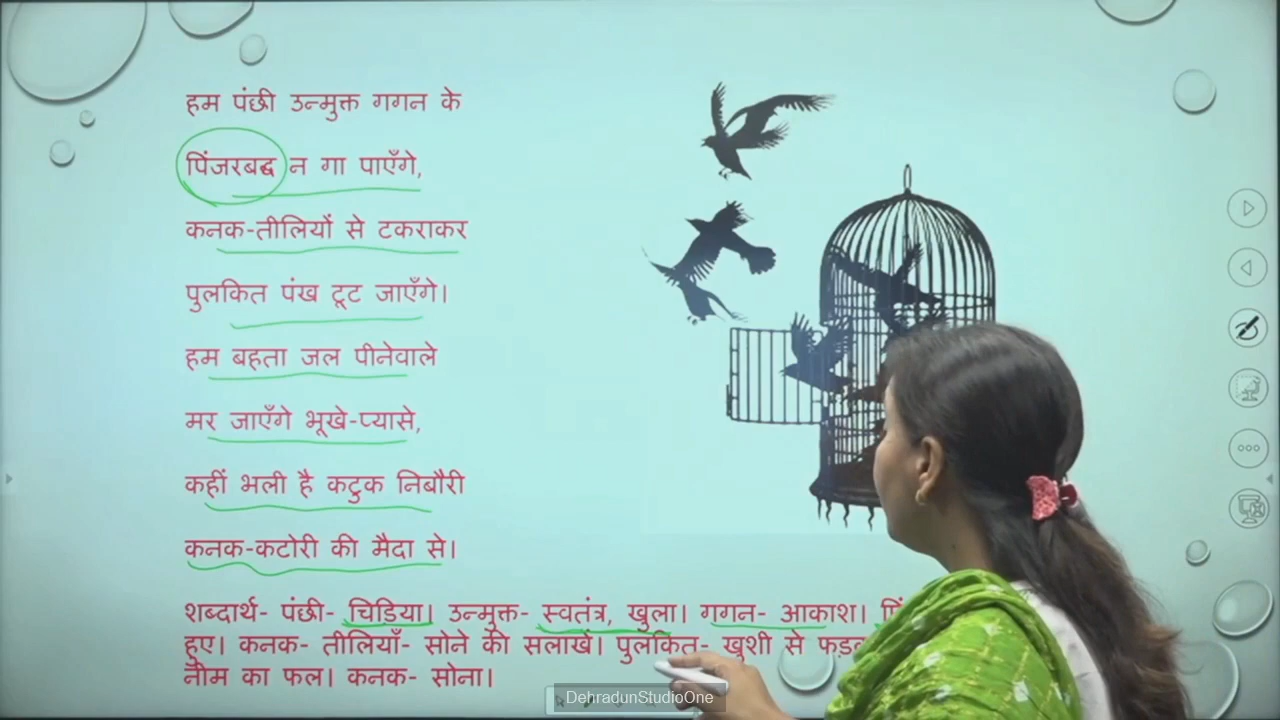 हम पंछी उन्मुक्त गगन के
पिंजरबद्ध न गा पाएँगे,
कनक-तीलियों से टकराकर
पुलकित पंख टूट जाएँगे।
हम बहता जल पीनेवाले
मर जाएँगे भूखे-प्यासे,
कहीं भली है कटुक निबौरी
कनक-कटोरी की मैदा से।
शब्दार्थ- पंछी- चिड़िया। उन्मुक्त- स्वतंत्र, खुला। गगन- आकाश।
हुए। कनक- तीलियाँ- सोने की सलाखें। पुलकित- खुशी से
नीम का फल। कनक- सोना।
DehradunStudioOne